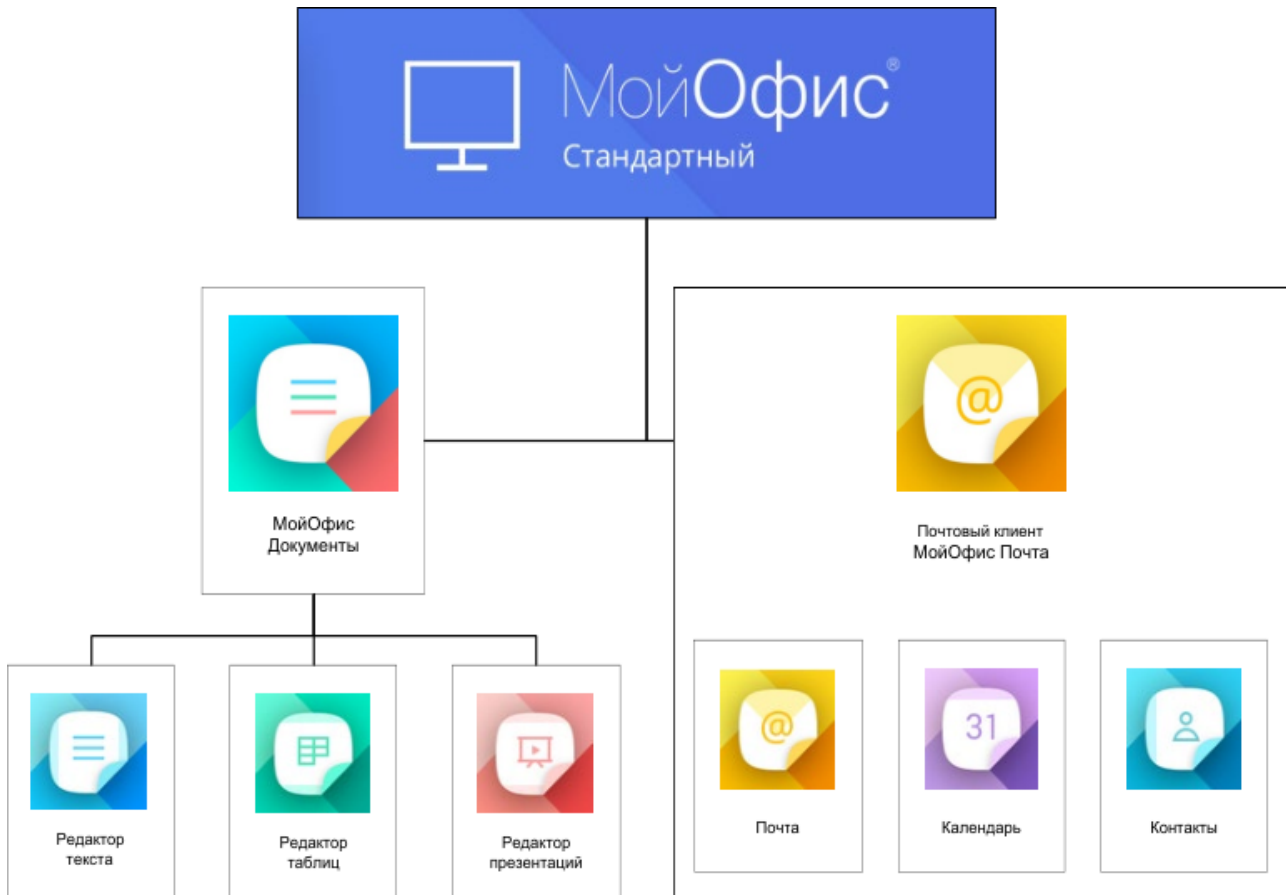 МойОфис®
Стандартный
МойОфис
Документы
@
Почтовый клиент
МойОфис Почта
Редактор
текста
Редактор
таблиц
Редактор
презентаций
@
Почта
31
Календарь
Контакты